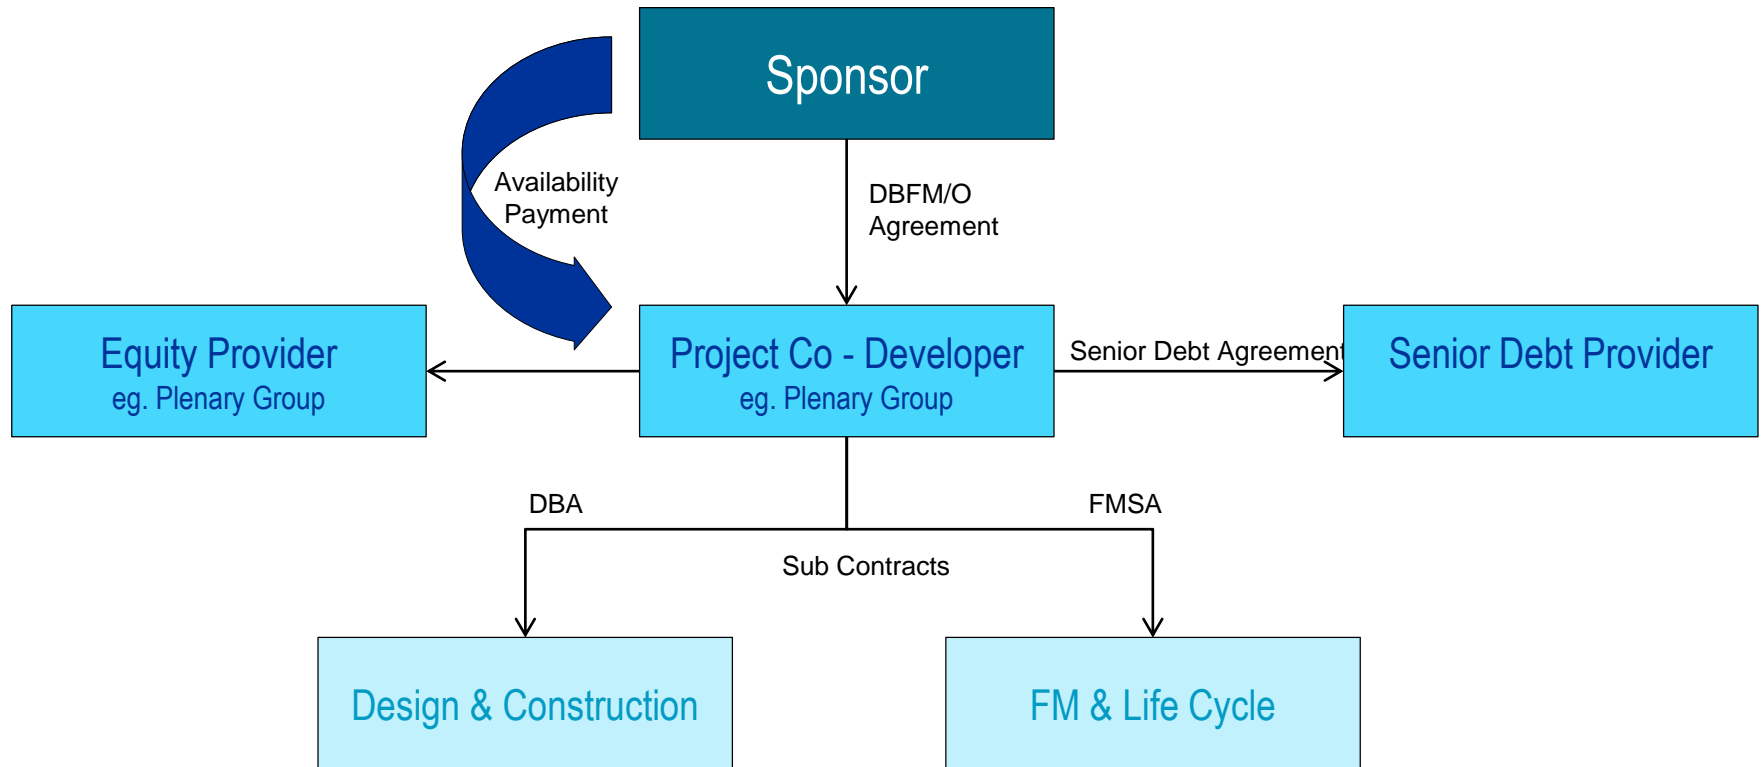 Sponsor
Availability
Payment
DBFM/O
Agreement
Equity Provider
eg. Plenary Group
Project Co - Developer
eg. Plenary Group
Senior Debt Agreement
Senior Debt Provider
DBA
FMSA
Sub Contracts
Design & Construction
FM & Life Cycle